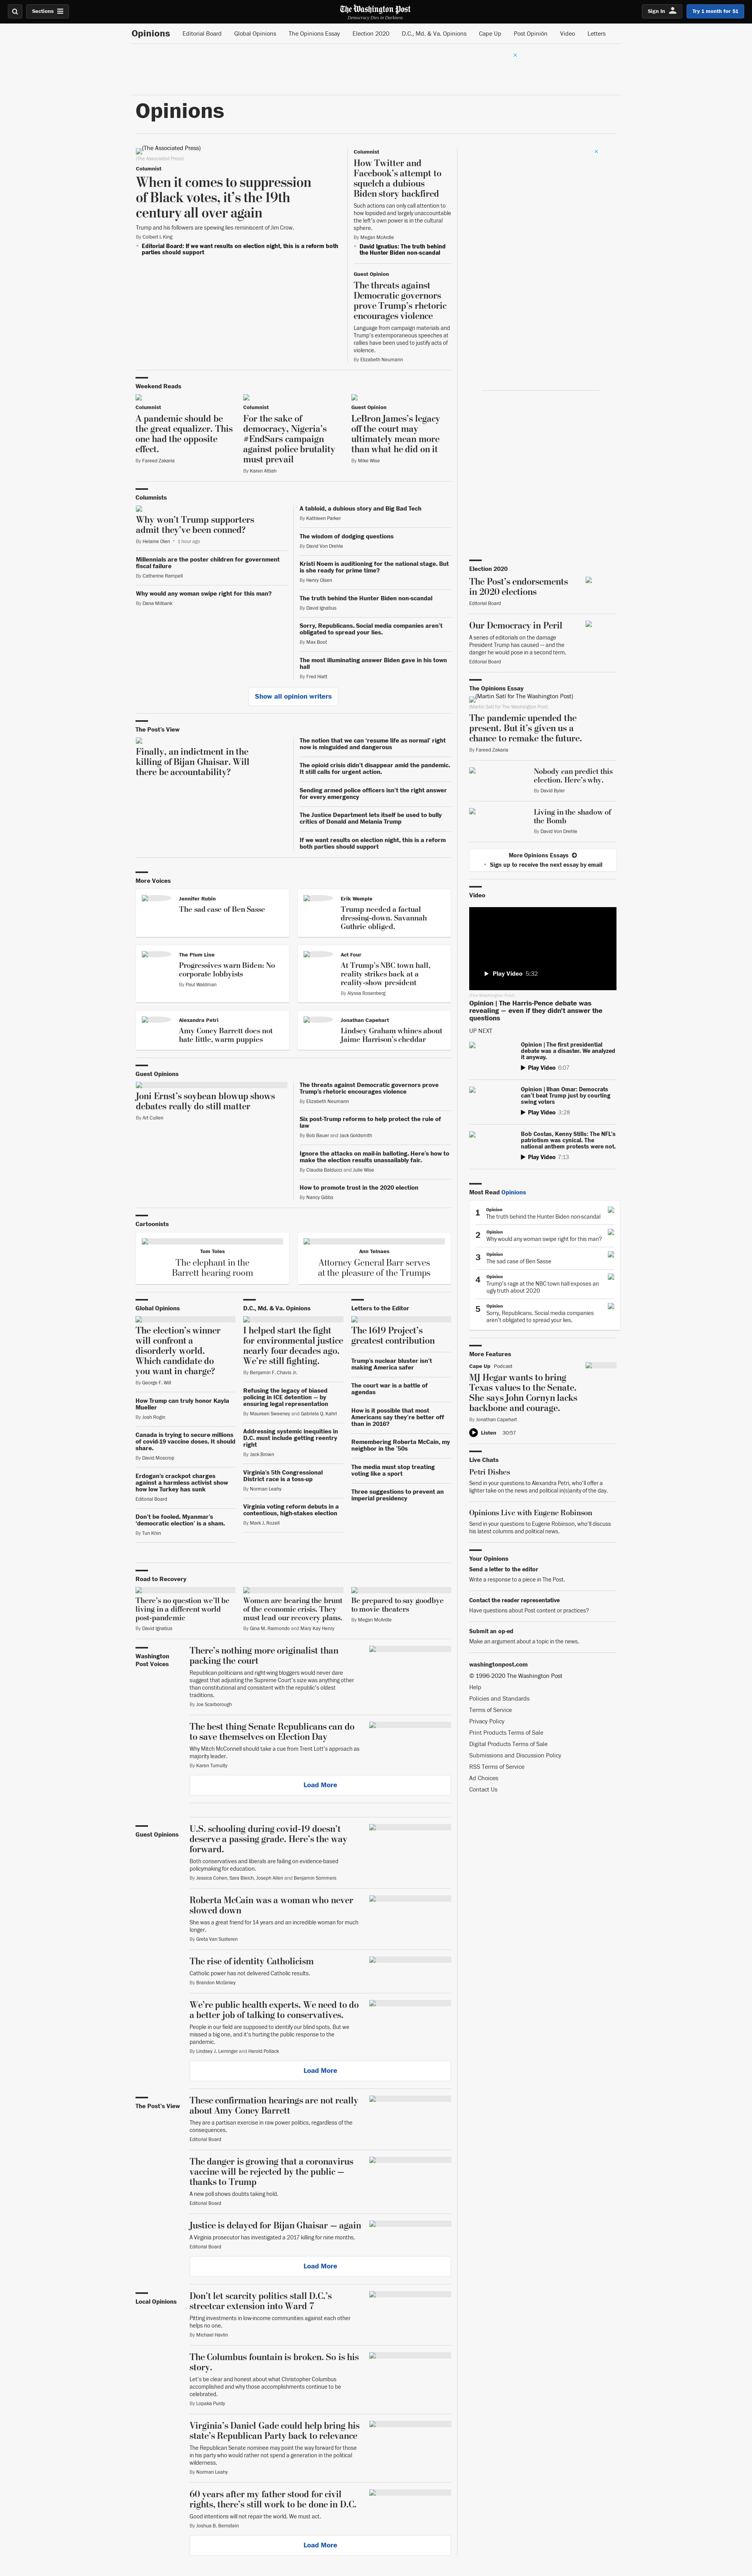 Sections
The Washington Post
Democracy Dies in Darkness
Sign In
Try 1 month for $1
Opinions
Editorial Board
Global Opinions
The Opinions Essay
Election 2020
D.C., Md. & Va. Opinions
Cape Up
Post Opinión
Video
Letters
Opinions
(The Associated Press)
(The Associated Press)
Columnist
When it comes to suppression
of Black votes, it's the 19th
century all over again
Trump and his followers are spewing lies reminiscent of Jim Crow.
By Colbert I. King
Editorial Board: If we want results on election night, this is a reform both
parties should support
Columnist
How Twitter and
Facebook's attempt to
squelch a dubious
Biden story backfired
Such actions can only call attention to
how lopsided and largely unaccountable
the left's own force is in the cultural
sphere.
By Megan McArdle
David Ignatius: The truth behind
the Hunter Biden non-scandal
Guest Opinion
The threats against
Democratic governors
prove Trump's rhetoric
encourages violence
Language from campaign materials and
Trump's extemporaneous speeches at
rallies have been used to justify acts of
violence.
By Elizabeth Neumann
Weekend Reads
Columnist
A pandemic should be
the great equalizer. This
one had the opposite
effect.
By Fareed Zakaria
Columnist
For the sake of
democracy, Nigeria's
#EndSars campaign
against police brutality
must prevail
By Karen Attiah
Guest Opinion
LeBron James's legacy
off the court may
ultimately mean more
than what he did on it
By Mike Wise
Columnists
Why won't Trump supporters
admit they've been conned?
By Helaine Olen • 1 hour ago
Millennials are the poster children for government
fiscal failure
By Catherine Rampell
Why would any woman swipe right for this man?
By Dana Milbank
A tabloid, a dubious story and Big Bad Tech
By Kathleen Parker
The wisdom of dodging questions
By David Von Drehle
Kristi Noem is auditioning for the national stage. But
is she ready for prime time?
By Henry Olsen
The truth behind the Hunter Biden non-scandal
By David Ignatius
Sorry, Republicans. Social media companies aren't
obligated to spread your lies.
By Max Boot
The most illuminating answer Biden gave in his town
hall
By Fred Hiatt
Show all opinion writers
The Post's View
Finally, an indictment in the
killing of Bijan Ghaisar. Will
there be accountability?
The notion that we can 'resume life as normal' right
now is misguided and dangerous
The opioid crisis didn't disappear amid the pandemic.
It still calls for urgent action.
Sending armed police officers isn't the right answer
for every emergency
The Justice Department lets itself be used to bully
critics of Donald and Melania Trump
If we want results on election night, this is a reform
both parties should support
More Voices
Jennifer Rubin
The sad case of Ben Sasse
Erik Wemple
Trump needed a factual
dressing-down. Savannah
Guthrie obliged.
The Plum Line
Progressives warn Biden: No
corporate lobbyists
By Paul Waldman
Act Four
At Trump's NBC town hall,
reality strikes back at a
reality-show president
By Alyssa Rosenberg
Alexandra Petri
Amy Coney Barrett does not
hate little, warm puppies
Jonathan Capehart
Lindsey Graham whines about
Jaime Harrison's cheddar
Guest Opinions
Joni Ernst's soybean blowup shows
debates really do still matter
By Art Cullen
The threats against Democratic governors prove
Trump's rhetoric encourages violence
By Elizabeth Neumann
Six post-Trump reforms to help protect the rule of
law
By Bob Bauer and Jack Goldsmith
Ignore the attacks on mail-in balloting. Here's how to
make the election results unassailably fair.
By Claudia Balducci and Julie Wise
How to promote trust in the 2020 election
By Nancy Gibbs
Cartoonists
Tom Toles
The elephant in the
Barrett hearing room
Ann Telnaes
Attorney General Barr serves
at the pleasure of the Trumps
Global Opinions
The election's winner
will confront a
disorderly world.
Which candidate do
you want in charge?
By George F. Will
How Trump can truly honor Kayla
Mueller
By Josh Rogin
Canada is trying to secure millions
of covid-19 vaccine doses. It should
share.
By David Moscrop
Erdogan's crackpot charges
against a harmless activist show
how low Turkey has sunk
Editorial Board
Don't be fooled. Myanmar's
'democratic election' is a sham.
By Tun Khin
D.C., Md. & Va. Opinions
I helped start the fight
for environmental justice
nearly four decades ago.
We're still fighting.
By Benjamin F. Chavis Jr.
Refusing the legacy of biased
policing in ICE detention — by
ensuring legal representation
By Maureen Sweeney and Gabriela Q. Kahrl
Addressing systemic inequities in
D.C. must include getting reentry
right
By Jack Brown
Virginia's 5th Congressional
District race is a toss-up
By Norman Leahy
Virginia voting reform debuts in a
contentious, high-stakes election
By Mark J. Rozell
Letters to the Editor
The 1619 Project's
greatest contribution
Trump's nuclear bluster isn't
making America safer
The court war is a battle of
agendas
How is it possible that most
Americans say they're better off
than in 2016?
Remembering Roberta McCain, my
neighbor in the '50s
The media must stop treating
voting like a sport
Three suggestions to prevent an
imperial presidency
Road to Recovery
There's no question we'll be
living in a different world
post-pandemic
By David Ignatius
Women are bearing the brunt
of the economic crisis. They
must lead our recovery plans.
By Gina M. Raimondo and Mary Kay Henry
Be prepared to say goodbye
to movie theaters
By Megan McArdle
Washington
Post Voices
There's nothing more originalist than
packing the court
Republican politicians and right-wing bloggers would never dare
suggest that adjusting the Supreme Court's size was anything other
than constitutional and consistent with the republic's oldest
traditions.
By Joe Scarborough
The best thing Senate Republicans can do
to save themselves on Election Day
Why Mitch McConnell should take a cue from Trent Lott's approach as
majority leader.
By Karen Tumulty
Load More
Guest Opinions
U.S. schooling during covid-19 doesn't
deserve a passing grade. Here's the way
forward.
Both conservatives and liberals are failing on evidence-based
policymaking for education.
By Jessica Cohen, Sara Bleich, Joseph Allen and Benjamin Sommers
Roberta McCain was a woman who never
slowed down
She was a great friend for 14 years and an incredible woman for much
longer.
By Greta Van Susteren
The rise of identity Catholicism
Catholic power has not delivered Catholic results.
By Brandon McGinley
We're public health experts. We need to do
a better job of talking to conservatives.
People in our field are supposed to identify our blind spots. But we
missed a big one, and it's hurting the public response to the
pandemic.
By Lindsey J. Leininger and Harold Pollack
Load More
The Post's View
These confirmation hearings are not really
about Amy Coney Barrett
They are a partisan exercise in raw power politics, regardless of the
consequences.
Editorial Board
The danger is growing that a coronavirus
vaccine will be rejected by the public —
thanks to Trump
A new poll shows doubts taking hold.
Editorial Board
Justice is delayed for Bijan Ghaisar — again
A Virginia prosecutor has investigated a 2017 killing for nine months.
Editorial Board
Load More
Local Opinions
Don't let scarcity politics stall D.C.'s
streetcar extension into Ward 7
Pitting investments in low-income communities against each other
helps no one.
By Michael Havlin
The Columbus fountain is broken. So is his
story.
Let's be clear and honest about what Christopher Columbus
accomplished and why those accomplishments continue to be
celebrated.
By Lupaka Purdy
Virginia's Daniel Gade could help bring his
state's Republican Party back to relevance
The Republican Senate nominee may point the way forward for those
in his party who would rather not spend a generation in the political
wilderness.
By Norman Leahy
60 years after my father stood for civil
rights, there's still work to be done in D.C.
Good intentions will not repair the world. We must act.
By Joshua B. Bernstein
Load More
Election 2020
The Post's endorsements
in 2020 elections
Editorial Board
Our Democracy in Peril
A series of editorials on the damage
President Trump has caused — and the
danger he would pose in a second term.
Editorial Board
The Opinions Essay
(Martin Satí for The Washington Post)
(Martin Satí for The Washington Post)
The pandemic upended the
present. But it's given us a
chance to remake the future.
By Fareed Zakaria
Nobody can predict this
election. Here's why.
By David Byler
Living in the shadow of
the Bomb
By David Von Drehle
More Opinions Essays
Sign up to receive the next essay by email
Video
Play Video 5:32
(The Washington Post)
Opinion | The Harris-Pence debate was
revealing — even if they didn't answer the
questions
UP NEXT
Opinion | The first presidential
debate was a disaster. We analyzed
it anyway.
Play Video 6:07
Opinion | Ilhan Omar: Democrats
can't beat Trump just by courting
swing voters
Play Video 3:28
Bob Costas, Kenny Stills: The NFL's
patriotism was cynical. The
national anthem protests were not.
Play Video 7:13
Most Read Opinions
1 Opinion
The truth behind the Hunter Biden non-scandal
2 Opinion
Why would any woman swipe right for this man?
3 Opinion
The sad case of Ben Sasse
4 Opinion
Trump's rage at the NBC town hall exposes an
ugly truth about 2020
5 Opinion
Sorry, Republicans. Social media companies
aren't obligated to spread your lies.
More Features
Cape Up Podcast
MJ Hegar wants to bring
Texas values to the Senate.
She says John Cornyn lacks
backbone and courage.
By Jonathan Capehart
Listen 30:57
Live Chats
Petri Dishes
Send in your questions to Alexandra Petri, who'll offer a
lighter take on the news and political in(s)anity of the day.
Opinions Live with Eugene Robinson
Send in your questions to Eugene Robinson, who'll discuss
his latest columns and political news.
Your Opinions
Send a letter to the editor
Write a response to a piece in The Post.
Contact the reader representative
Have questions about Post content or practices?
Submit an op-ed
Make an argument about a topic in the news.
washingtonpost.com
© 1996-2020 The Washington Post
Help
Policies and Standards
Terms of Service
Privacy Policy
Print Products Terms of Sale
Digital Products Terms of Sale
Submissions and Discussion Policy
RSS Terms of Service
Ad Choices
Contact Us